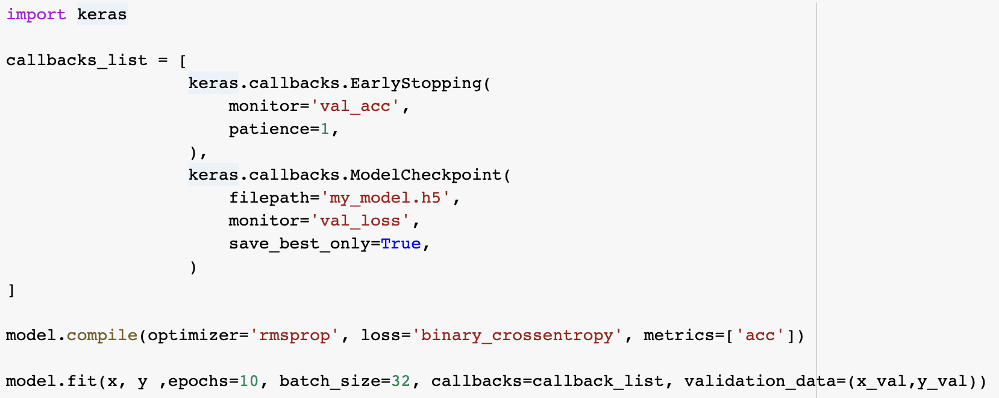 import keras
callbacks_list = [
keras.callbacks.EarlyStopping(
monitor='val_acc',
patience=1,
),
keras.callbacks.ModelCheckpoint(
filepath='my_model.h5',
monitor='val_loss',
save_best_only=True,
)
]
model.compile(optimizer='rmsprop', loss='binary_crossentropy', metrics=['acc'])
model.fit(x, y ,epochs=10, batch_size=32, callbacks=callback_list, validation_data=(x_val,y_val))